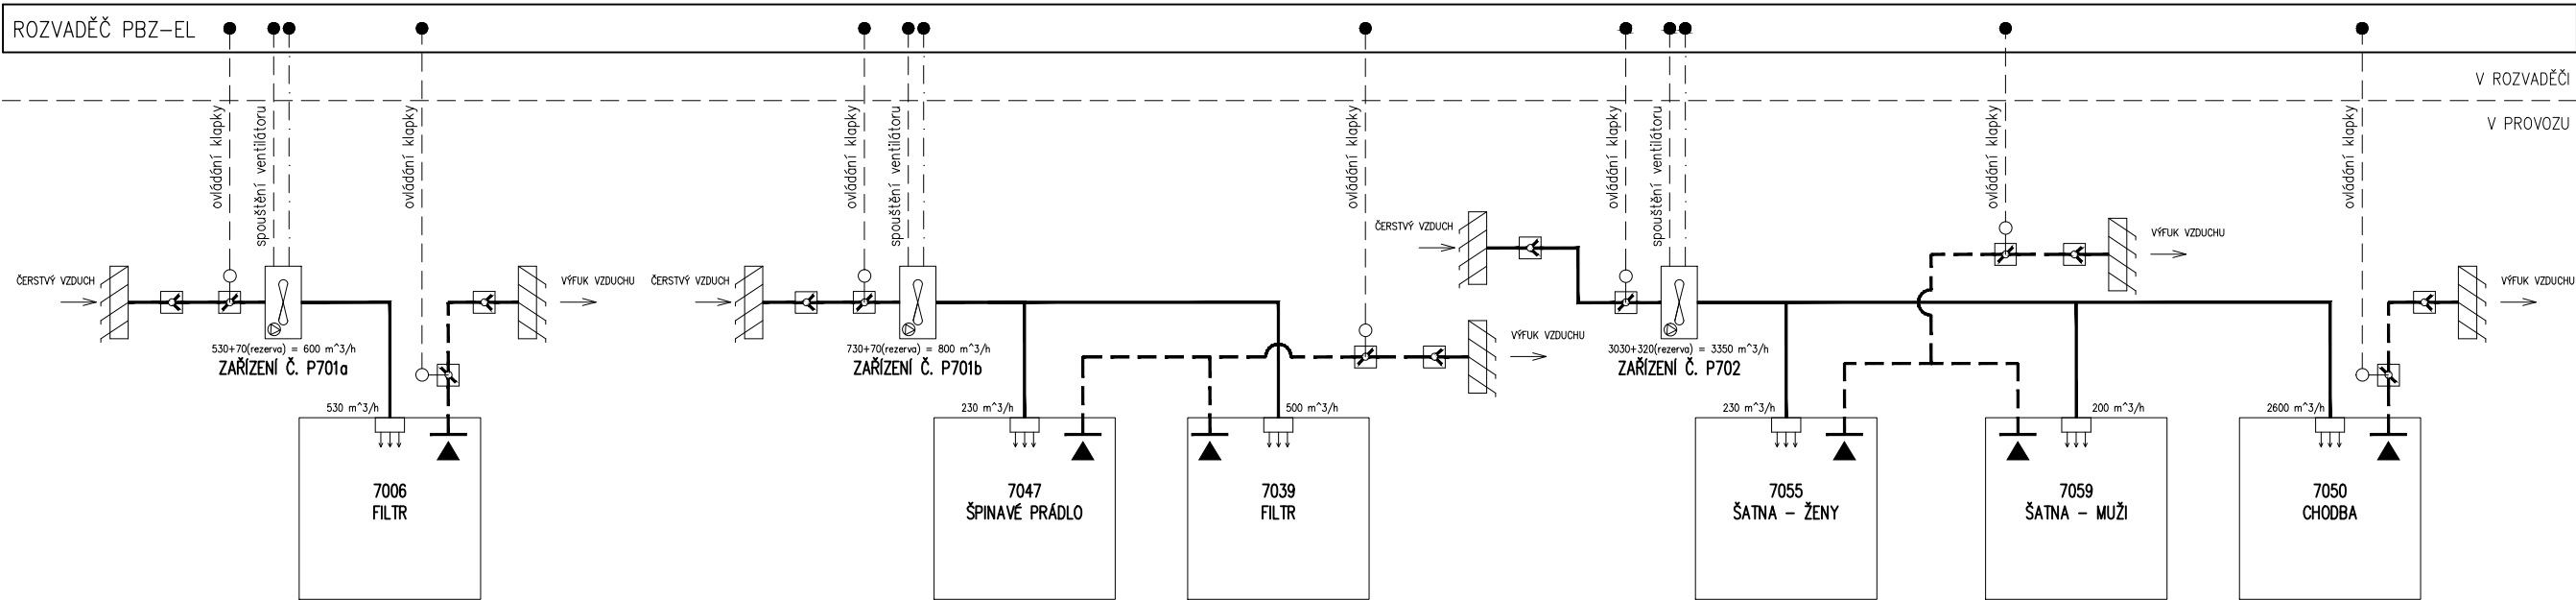 ROZVADĚČ PBZ-EL
V ROZVADĚČI
V PROVOZU
ovládání klapky
spouštění ventilátoru
ovládání klapky
ovládání klapky
spouštění ventilátoru
ovládání klapky
ovládání klapky
spouštění ventilátoru
ovládání klapky
ovládání klapky
ČERSTVÝ VZDUCH
VÝFUK VZDUCHU
ČERSTVÝ VZDUCH
VÝFUK VZDUCHU
ČERSTVÝ VZDUCH
VÝFUK VZDUCHU
VÝFUK VZDUCHU
530+70(rezerva) = 600 m^3/h
ZAŘÍZENÍ Č. P701a
730+70(rezerva) = 800 m^3/h
ZAŘÍZENÍ Č. P701b
3030+320(rezerva) = 3350 m^3/h
ZAŘÍZENÍ Č. P702
530 m^3/h
230 m^3/h
500 m^3/h
230 m^3/h
200 m^3/h
2600 m^3/h
7006
FILTR
7047
ŠPINAVÉ PRÁDLO
7039
FILTR
7055
ŠATNA - ŽENY
7059
ŠATNA - MUŽI
7050
CHODBA